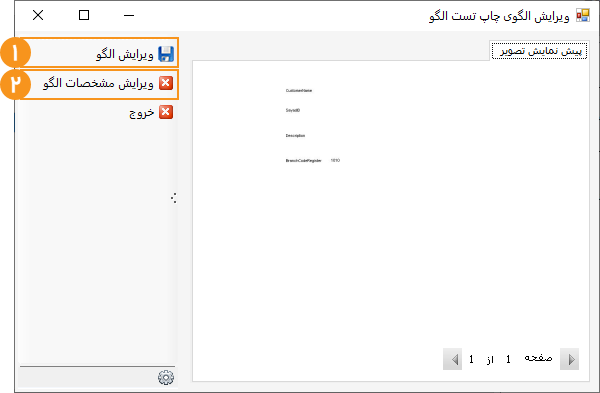 ویرایش الگوی چاپ تست الگو
پیش نمایش تصویر
۱ ویرایش الگو
۲ ویرایش مشخصات الگو
خروج
CustomerName
Description
BranchCodeRegister 1010
صفحه 1 از 1